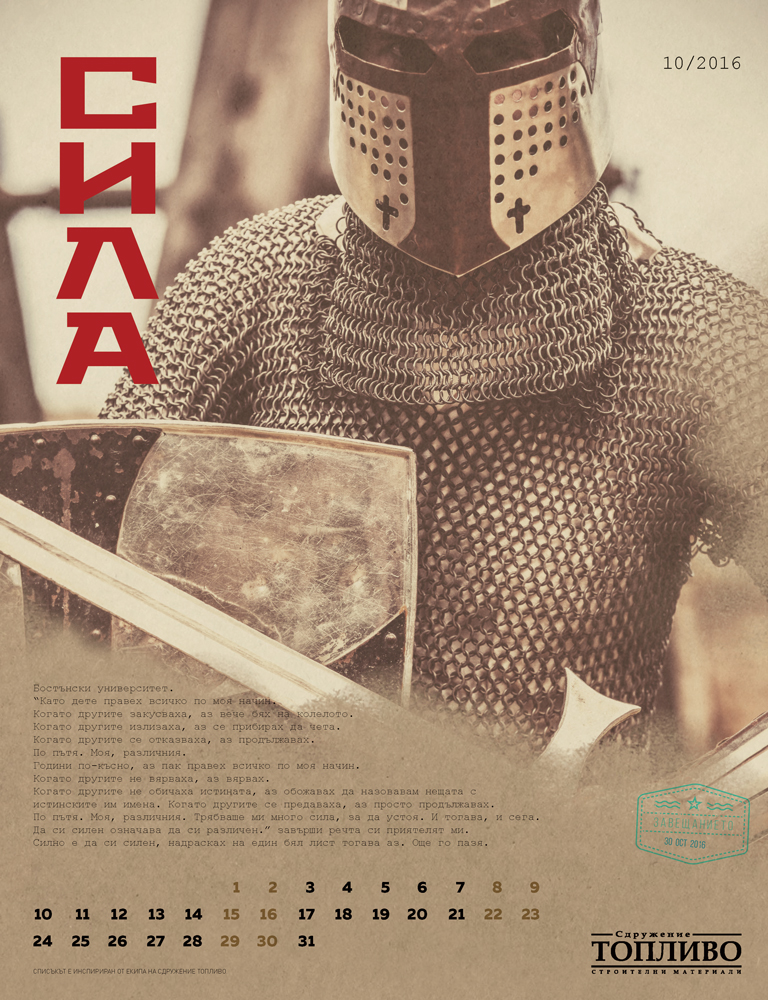 СИЛА
10/2016
Бостънски университет.
“Като дете правех всичко по моя начин.
Когато другите закусваха, аз вече бях на колелото.
Когато другите излизаха, аз се прибирах да чета.
Когато другите се отказваха, аз продължавах.
По пътя. Моя, различния.
Години по-късно, аз пак правех всичко по моя начин.
Когато другите не вярваха, аз вярвах.
Когато другите не обичаха истината, аз обожавах да назовавам нещата с
истинските им имена. Когато другите се предаваха, аз просто продължавах.
По пътя. Моя, различния. Трябваше ми много сила, за да устоя. И тогава, и сега.
Да си силен означава да си различен.” завърши речта си приятелят ми.
Силно е да си силен, надрасках на един бял лист тогава аз. Още го пазя.
ЗАВЕЩАНИЕТО
30 ОСТ 2016
1 2 3 4 5 6 7 8 9
10 11 12 13 14 15 16 17 18 19 20 21 22 23
24 25 26 27 28 29 30 31
СПИСЪКЪТ Е ИНСПИРИРАН ОТ ЕКИПА НА СДРУЖЕНИЕ ТОПЛИВО
Сдружение
ТОПЛИВО
СТРОИТЕЛНИ МАТЕРИАЛИ